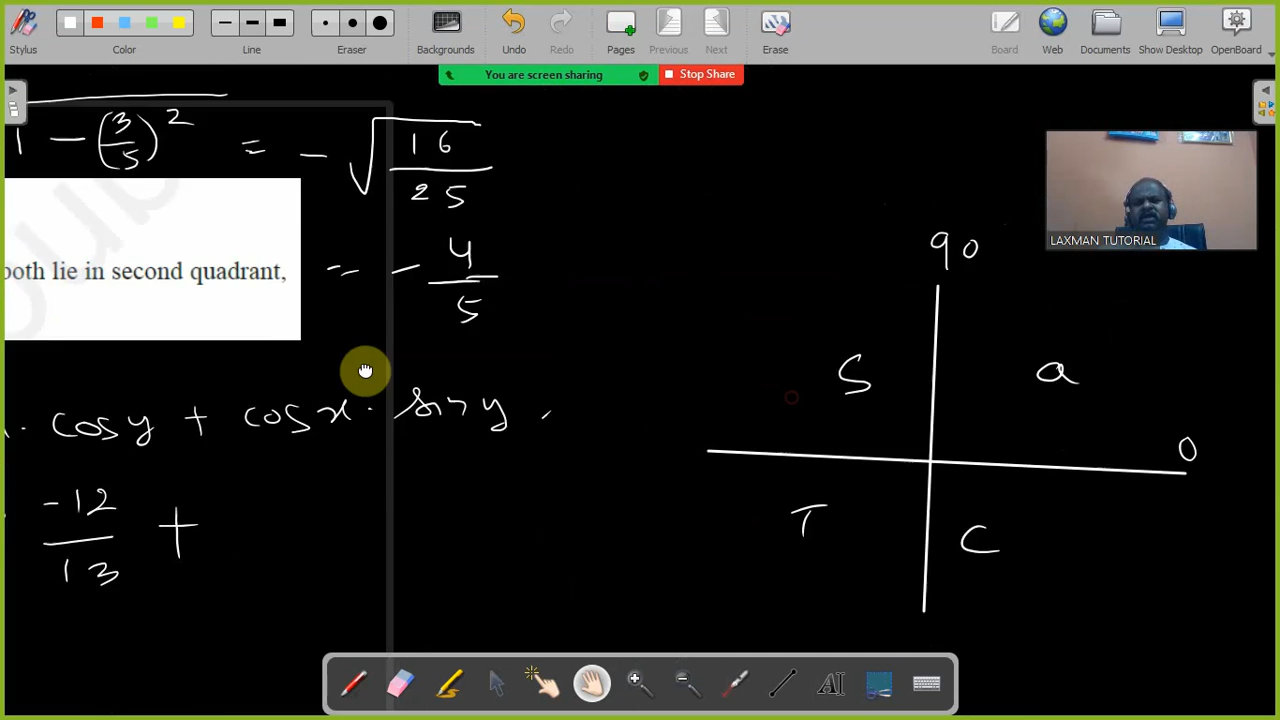 Stylus Color Line Eraser Backgrounds Undo Redo Pages Previous Next Erase Board Web Documents Show Desktop OpenBoard
You are screen sharing Stop Share
1 - (3/5)² = - √16/25
both lie in second quadrant,
= - 4/5
LAXMAN TUTORIAL
90
S a
0
. cos y + cos x . sin y .
-12/13 +
T C
AI